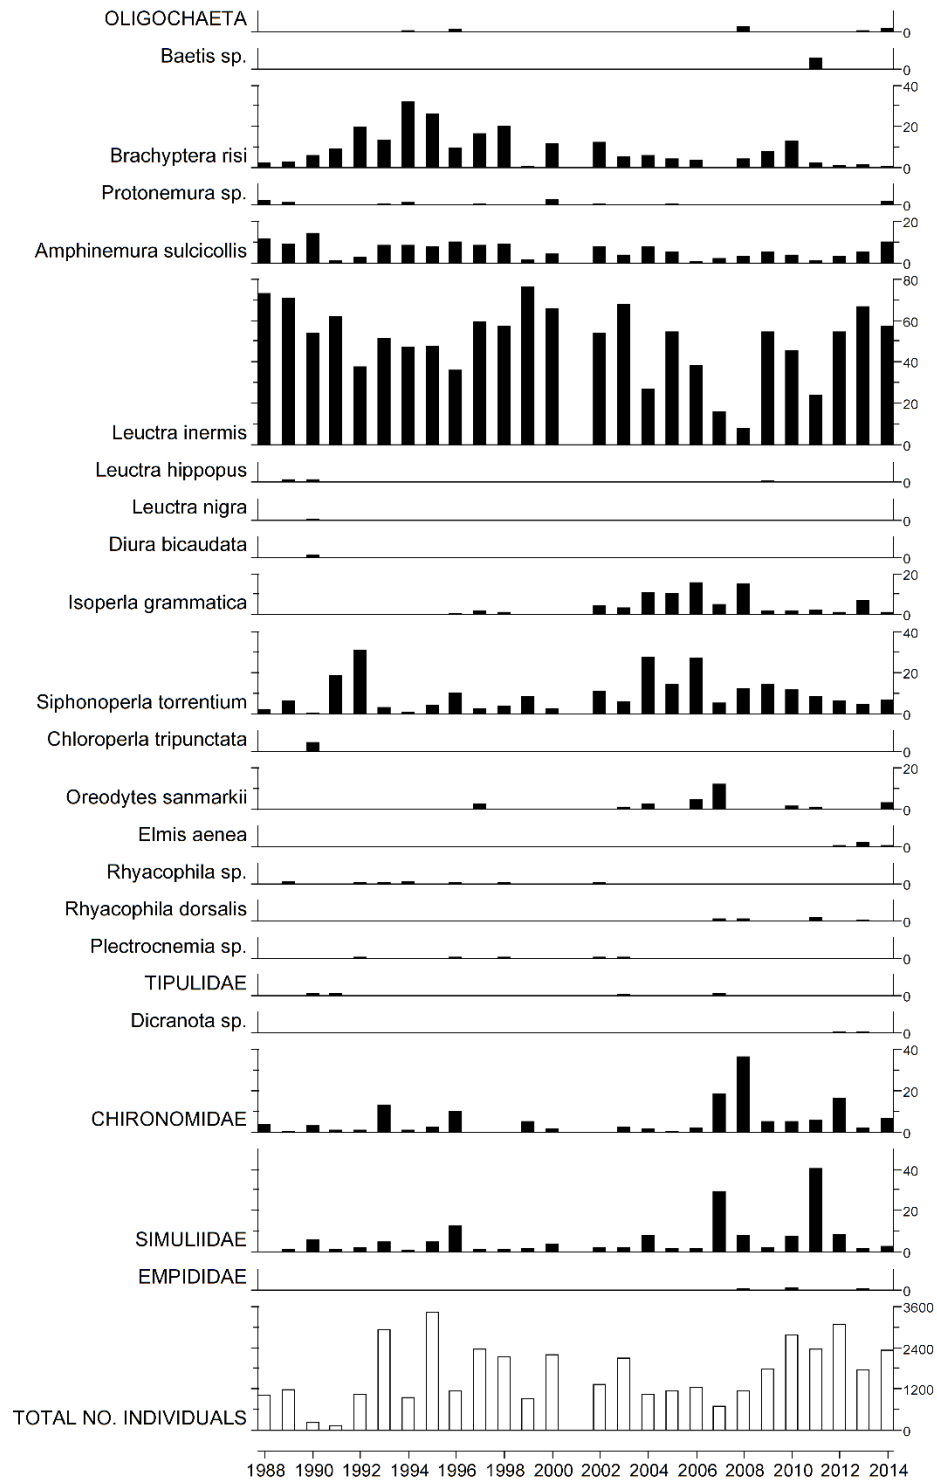 OLIGOCHAETA
0
Baetis sp.
0
40
20
Brachyptera risi
0
Protonemura sp.
0
20
Amphinemura sulcicollis
0
80
60
40
20
Leuctra inermis
0
Leuctra hippopus
0
Leuctra nigra
0
Diura bicaudata
0
20
Isoperla grammatica
0
40
20
Siphonoperla torrentium
0
Chloroperla tripunctata
0
20
Oreodytes sanmarkii
0
Elmis aenea
0
Rhyacophila sp.
0
Rhyacophila dorsalis
0
Plectrocnemia sp.
0
TIPULIDAE
0
Dicranota sp.
0
40
20
CHIRONOMIDAE
0
40
20
SIMULIIDAE
0
EMPIDIDAE
0
3600
2400
1200
TOTAL NO. INDIVIDUALS
0
1988 1990 1992 1994 1996 1998 2000 2002 2004 2006 2008 2010 2012 2014